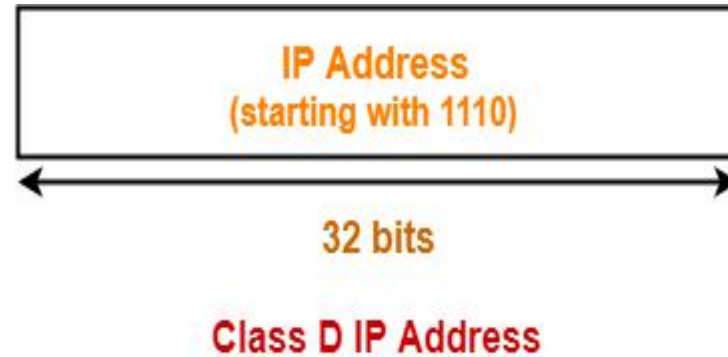 IP Address
(starting with 1110)
32 bits
Class D IP Address